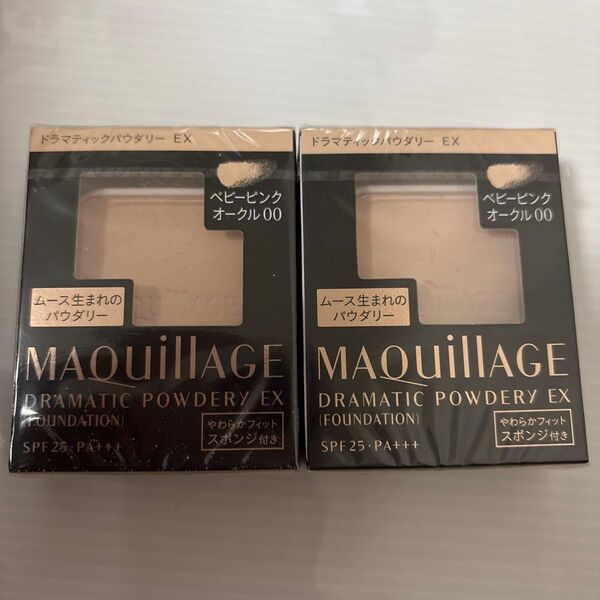 ドラマティックパウダリー EX
ベビーピンク
オークル00
ムース生まれの
パウダリー
MAQuillAGE
DRAMATIC POWDERY EX
(FOUNDATION)
やわらかフィット
スポンジ付き
SPF25・PA+++
ドラマティックパウダリー EX
ベビーピンク
オークル00
ムース生まれの
パウダリー
MAQuillAGE
DRAMATIC POWDERY EX
(FOUNDATION)
やわらかフィット
スポンジ付き
SPF25・PA+++